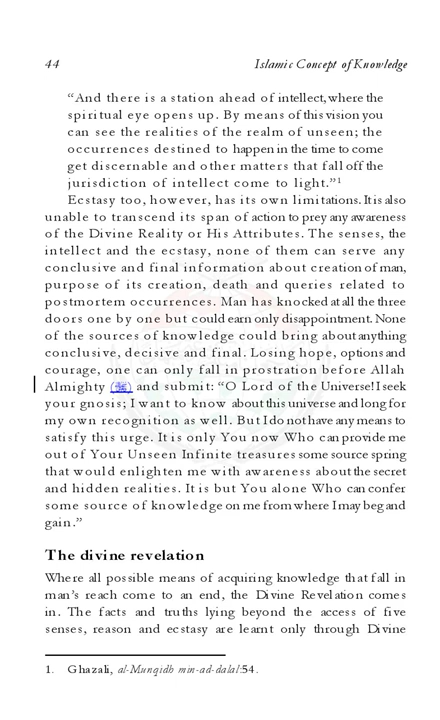 44
Islamic Concept of Knowledge
“And there is a station ahead of intellect, where the
spiritual eye opens up. By means of this vision you
can see the realities of the realm of unseen; the
occurrences destined to happen in the time to come
get discernable and other matters that fall off the
jurisdiction of intellect come to light.”1
Ecstasy too, however, has its own limitations. It is also
unable to transcend its span of action to prey any awareness
of the Divine Reality or His Attributes. The senses, the
intellect and the ecstasy, none of them can serve any
conclusive and final information about creation of man,
purpose of its creation, death and queries related to
postmortem occurrences. Man has knocked at all the three
doors one by one but could earn only disappointment. None
of the sources of knowledge could bring about anything
conclusive, decisive and final. Losing hope, options and
courage, one can only fall in prostration before Allah
Almighty () and submit: “O Lord of the Universe! I seek
your gnosis; I want to know about this universe and long for
my own recognition as well. But I do not have any means to
satisfy this urge. It is only You now Who can provide me
out of Your Unseen Infinite treasures some source spring
that would enlighten me with awareness about the secret
and hidden realities. It is but You alone Who can confer
some source of knowledge on me from where I may beg and
gain.”
The divine revelation
Where all possible means of acquiring knowledge that fall in
man’s reach come to an end, the Divine Revelation comes
in. The facts and truths lying beyond the access of five
senses, reason and ecstasy are learnt only through Divine
1. Ghazali, al-Munqidh min-ad-dalal:54.